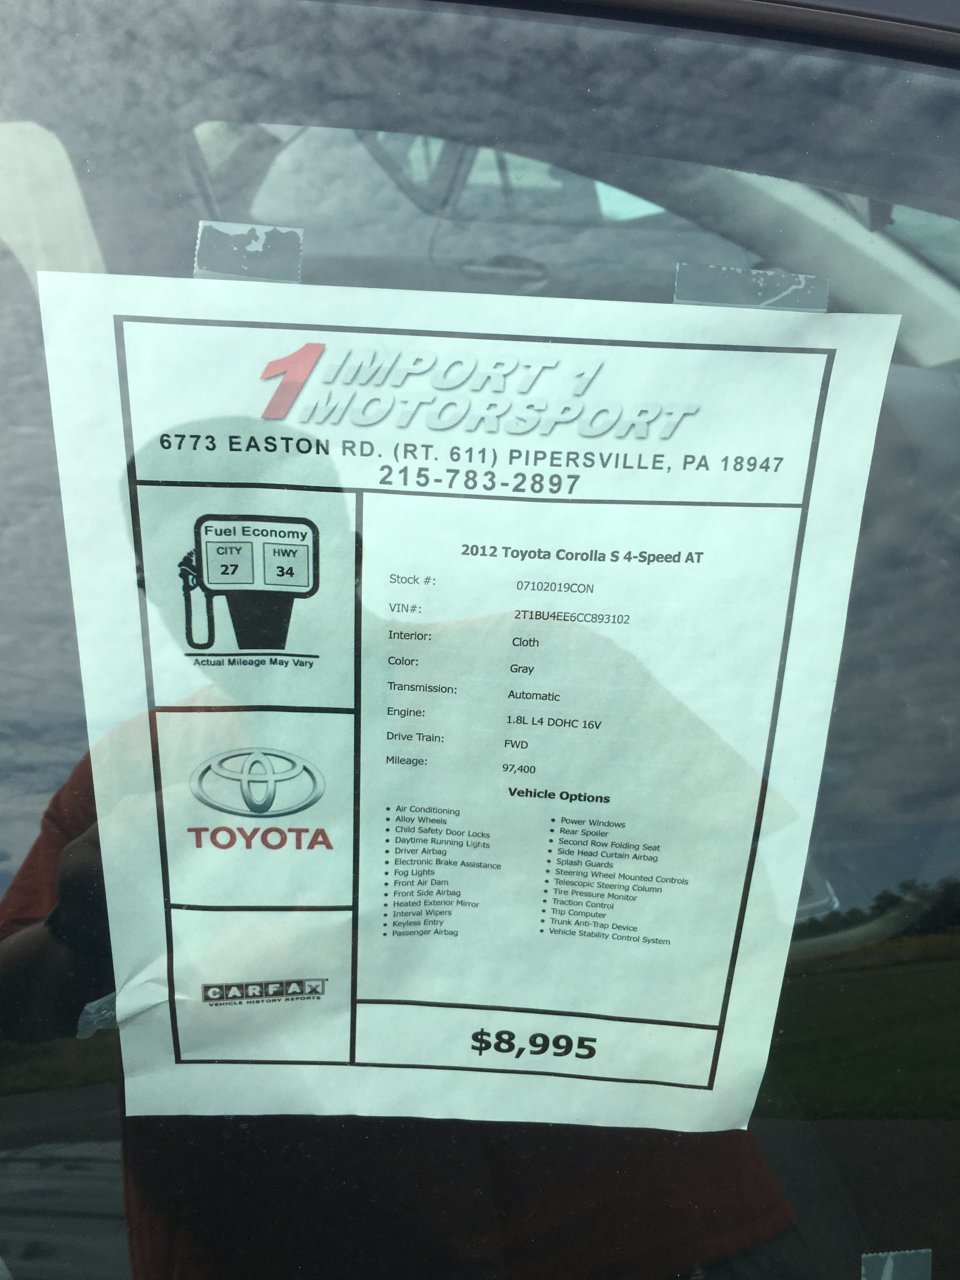 1 IMPORT 1
MOTORSPORT
6773 EASTON RD. (RT. 611) PIPERSVILLE, PA 18947
215-783-2897
Fuel Economy
CITY HWY
27 34
Actual Mileage May Vary
TOYOTA
CARFAX
VEHICLE HISTORY REPORTS
2012 Toyota Corolla S 4-Speed AT
Stock #: 07102019CON
VIN#: 2T1BU4EE6CC893102
Interior: Cloth
Color: Gray
Transmission: Automatic
Engine: 1.8L L4 DOHC 16V
Drive Train: FWD
Mileage: 97,400
Vehicle Options
• Air Conditioning
• Alloy Wheels
• Child Safety Door Locks
• Daytime Running Lights
• Driver Airbag
• Electronic Brake Assistance
• Fog Lights
• Front Air Dam
• Front Side Airbag
• Heated Exterior Mirror
• Interval Wipers
• Keyless Entry
• Passenger Airbag
• Power Windows
• Rear Spoiler
• Second Row Folding Seat
• Side Head Curtain Airbag
• Splash Guards
• Steering Wheel Mounted Controls
• Telescopic Steering Column
• Tire Pressure Monitor
• Traction Control
• Trip Computer
• Trunk Anti-Trap Device
• Vehicle Stability Control System
$8,995